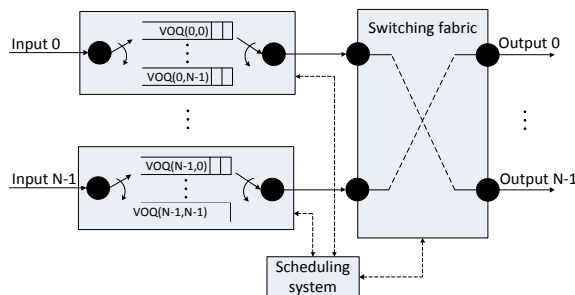 Input 0
VOQ(0,0)
VOQ(0,N-1)
Switching fabric
Output 0
Input N-1
VOQ(N-1,0)
VOQ(N-1,N-1)
Output N-1
Scheduling
system